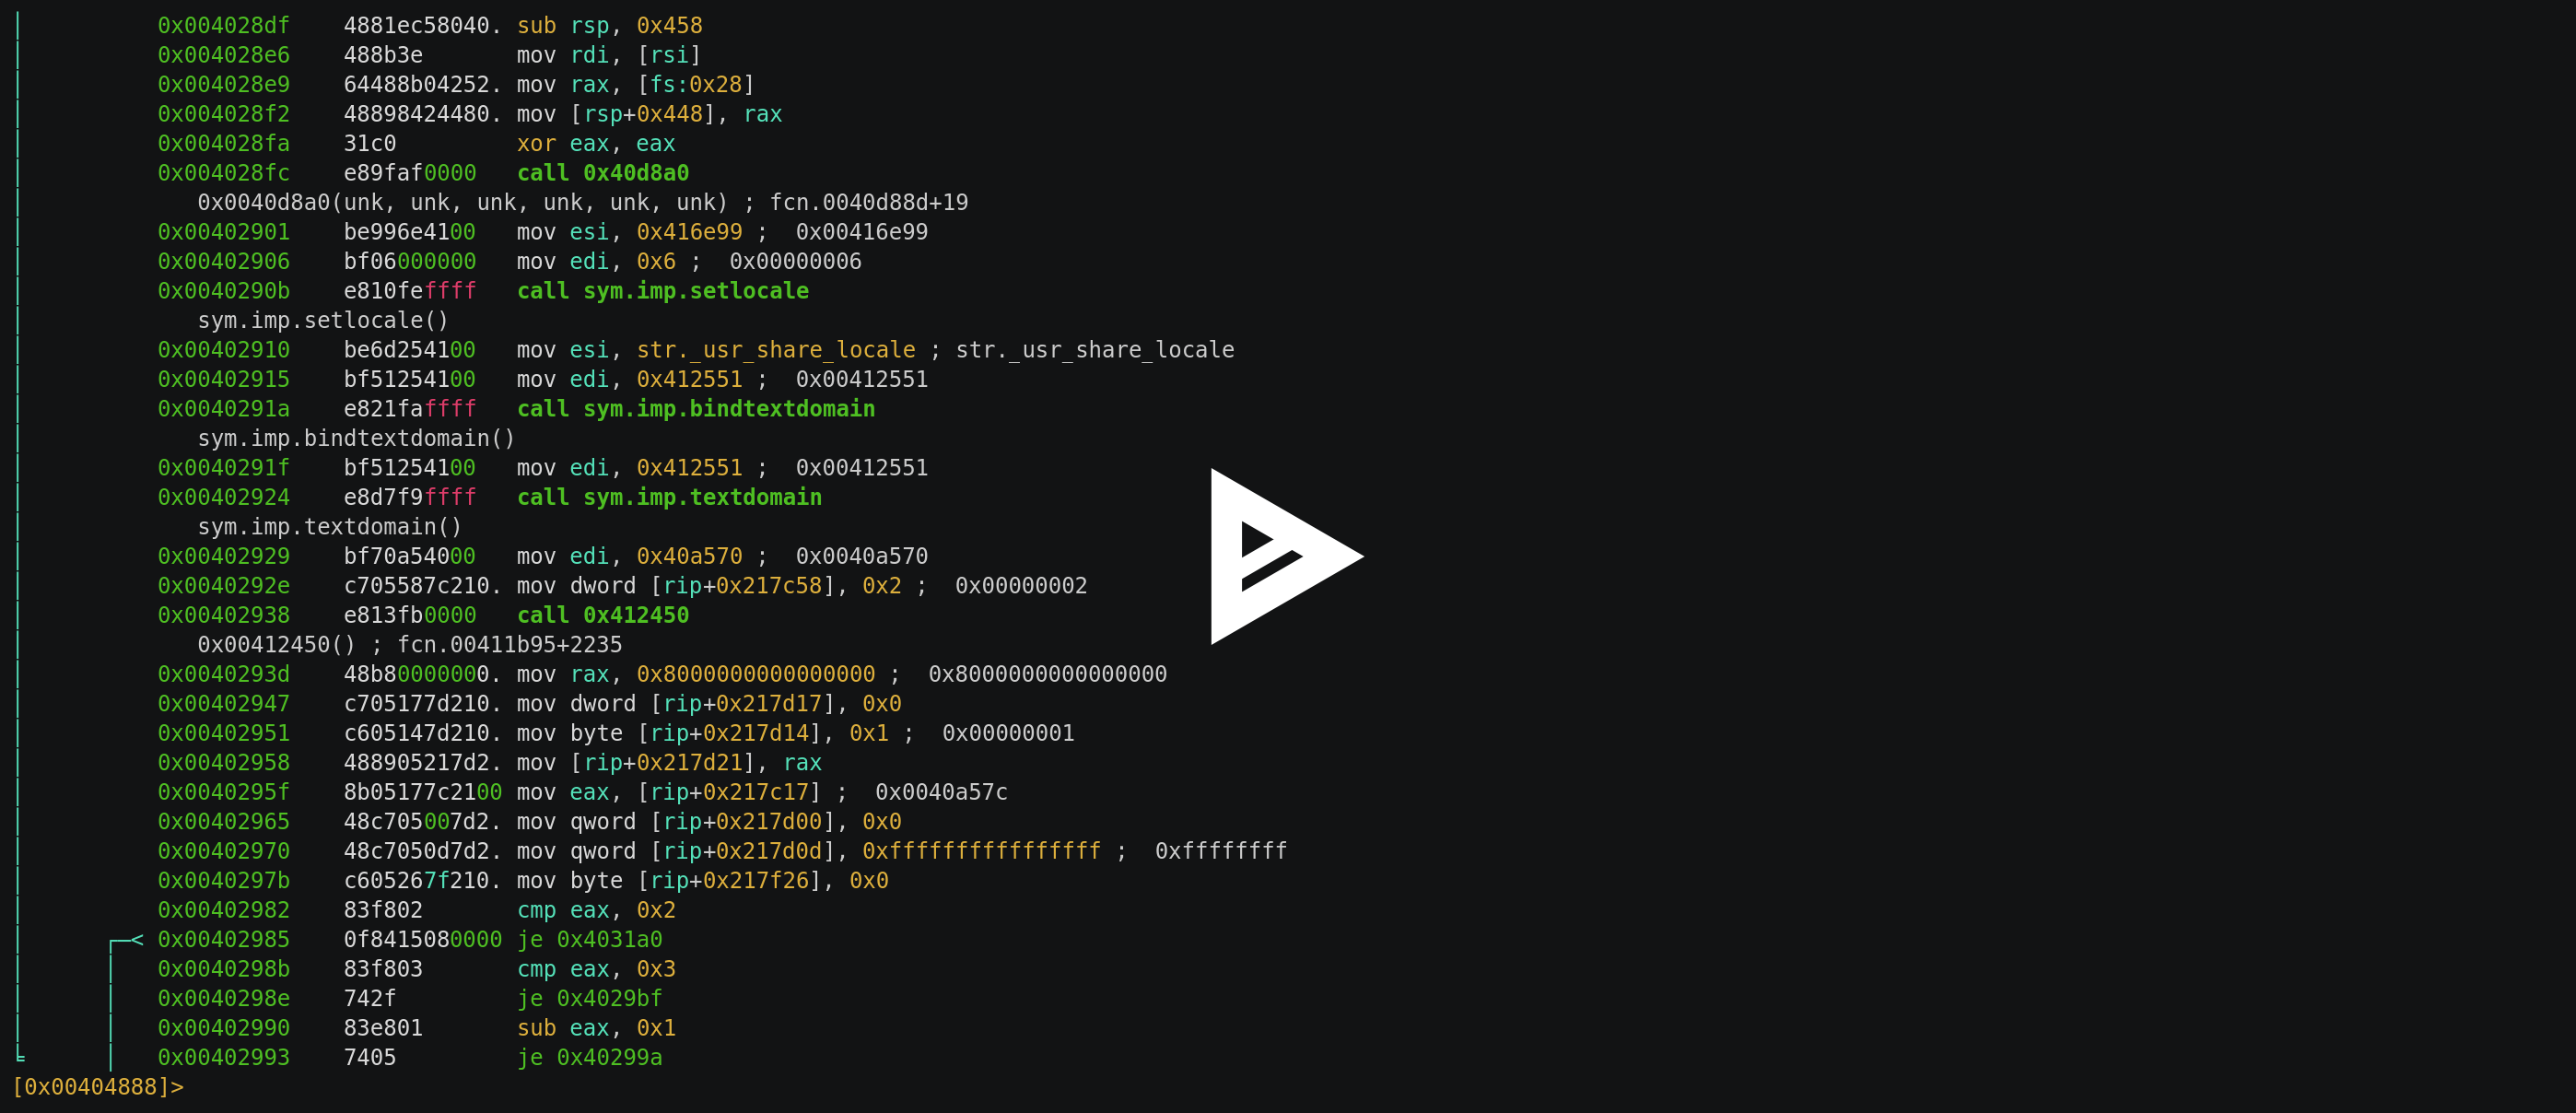 0x004028df    4881ec58040. sub rsp, 0x458
0x004028e6    488b3e       mov rdi, [rsi]
0x004028e9    64488b04252. mov rax, [fs:0x28]
0x004028f2    48898424480. mov [rsp+0x448], rax
0x004028fa    31c0         xor eax, eax
0x004028fc    e89faf0000   call 0x40d8a0
0x0040d8a0(unk, unk, unk, unk, unk, unk) ; fcn.0040d88d+19
0x00402901    be996e4100   mov esi, 0x416e99 ;  0x00416e99
0x00402906    bf06000000   mov edi, 0x6 ;  0x00000006
0x0040290b    e810feffff   call sym.imp.setlocale
sym.imp.setlocale()
0x00402910    be6d254100   mov esi, str._usr_share_locale ; str._usr_share_locale
0x00402915    bf51254100   mov edi, 0x412551 ;  0x00412551
0x0040291a    e821faffff   call sym.imp.bindtextdomain
sym.imp.bindtextdomain()
0x0040291f    bf51254100   mov edi, 0x412551 ;  0x00412551
0x00402924    e8d7f9ffff   call sym.imp.textdomain
sym.imp.textdomain()
0x00402929    bf70a54000   mov edi, 0x40a570 ;  0x0040a570
0x0040292e    c705587c210. mov dword [rip+0x217c58], 0x2 ;  0x00000002
0x00402938    e813fb0000   call 0x412450
0x00412450() ; fcn.00411b95+2235
0x0040293d    48b80000000. mov rax, 0x8000000000000000 ;  0x8000000000000000
0x00402947    c705177d210. mov dword [rip+0x217d17], 0x0
0x00402951    c605147d210. mov byte [rip+0x217d14], 0x1 ;  0x00000001
0x00402958    488905217d2. mov [rip+0x217d21], rax
0x0040295f    8b05177c2100 mov eax, [rip+0x217c17] ;  0x0040a57c
0x00402965    48c705007d2. mov qword [rip+0x217d00], 0x0
0x00402970    48c7050d7d2. mov qword [rip+0x217d0d], 0xffffffffffffffff ;  0xffffffff
0x0040297b    c605267f210. mov byte [rip+0x217f26], 0x0
0x00402982    83f802       cmp eax, 0x2
┌─< 0x00402985    0f8415080000 je 0x4031a0
0x0040298b    83f803       cmp eax, 0x3
0x0040298e    742f         je 0x4029bf
0x00402990    83e801       sub eax, 0x1
0x00402993    7405         je 0x40299a
[0x00404888]>